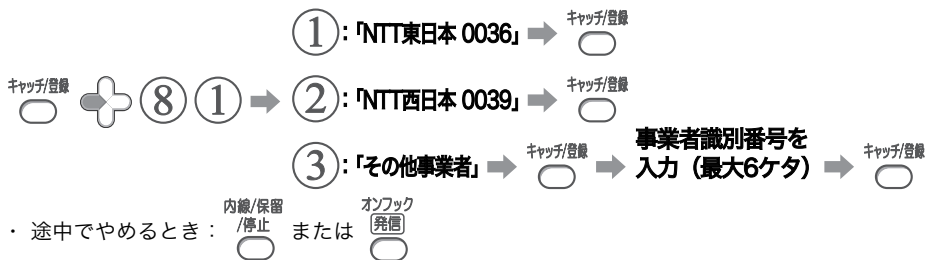 ①：「NTT東日本 0036」 キャッチ/登録
キャッチ/登録 ⑧① ②：「NTT西日本 0039」 キャッチ/登録
③：「その他事業者」 キャッチ/登録 事業者識別番号を
入力（最大6ケタ） キャッチ/登録
・ 途中でやめるとき： 内線/保留
/停止 または オンフック
発信